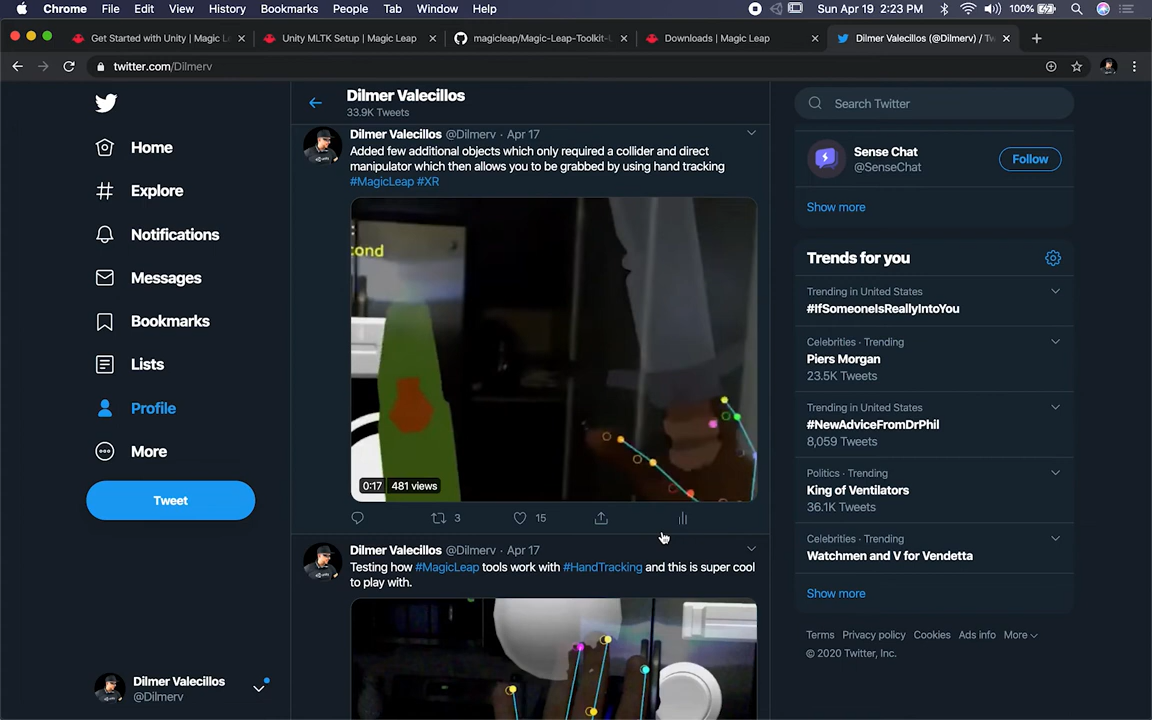 Chrome File Edit View History Bookmarks People Tab Window Help
Sun Apr 19 2:23 PM 100%
Get Started with Unity | Magic L
Unity MLTK Setup | Magic Leap
magicleap/Magic-Leap-Toolkit-U
Downloads | Magic Leap
Dilmer Valecillos (@Dilmerv) / Tw
twitter.com/Dilmerv
Home
Explore
Notifications
Messages
Bookmarks
Lists
Profile
More
Tweet
Dilmer Valecillos
@Dilmerv
Dilmer Valecillos
33.9K Tweets
Dilmer Valecillos @Dilmerv · Apr 17
Added few additional objects which only required a collider and direct
manipulator which then allows you to be grabbed by using hand tracking
#MagicLeap #XR
cond
0:17 481 views
3 15
Dilmer Valecillos @Dilmerv · Apr 17
Testing how #MagicLeap tools work with #HandTracking and this is super cool
to play with.
Search Twitter
Sense Chat
@SenseChat
Follow
Show more
Trends for you
Trending in United States
#IfSomeoneIsReallyIntoYou
Celebrities · Trending
Piers Morgan
23.5K Tweets
Trending in United States
#NewAdviceFromDrPhil
8,059 Tweets
Politics · Trending
King of Ventilators
36.1K Tweets
Celebrities · Trending
Watchmen and V for Vendetta
Show more
Terms Privacy policy Cookies Ads info More
© 2020 Twitter, Inc.